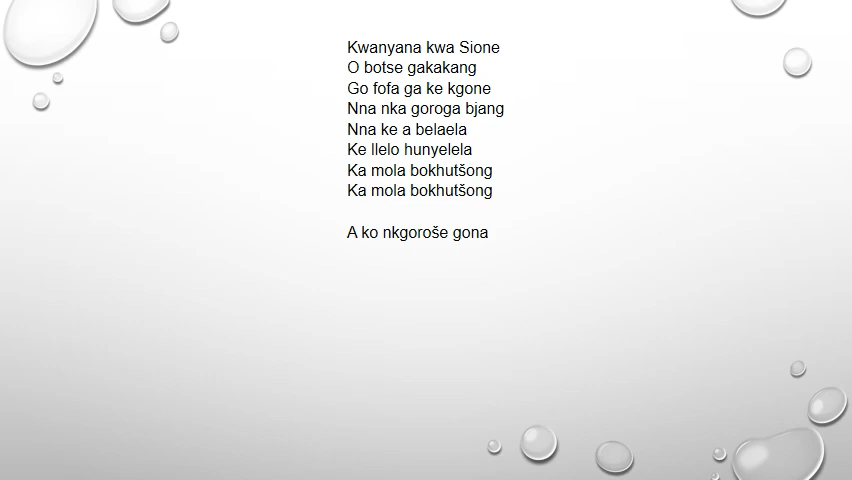 Kwanyana kwa Sione
O botse gakakang
Go fofa ga ke kgone
Nna nka goroga bjang
Nna ke a belaela
Ke llelo hunyelela
Ka mola bokhutšong
Ka mola bokhutšong
A ko nkgoroše gona